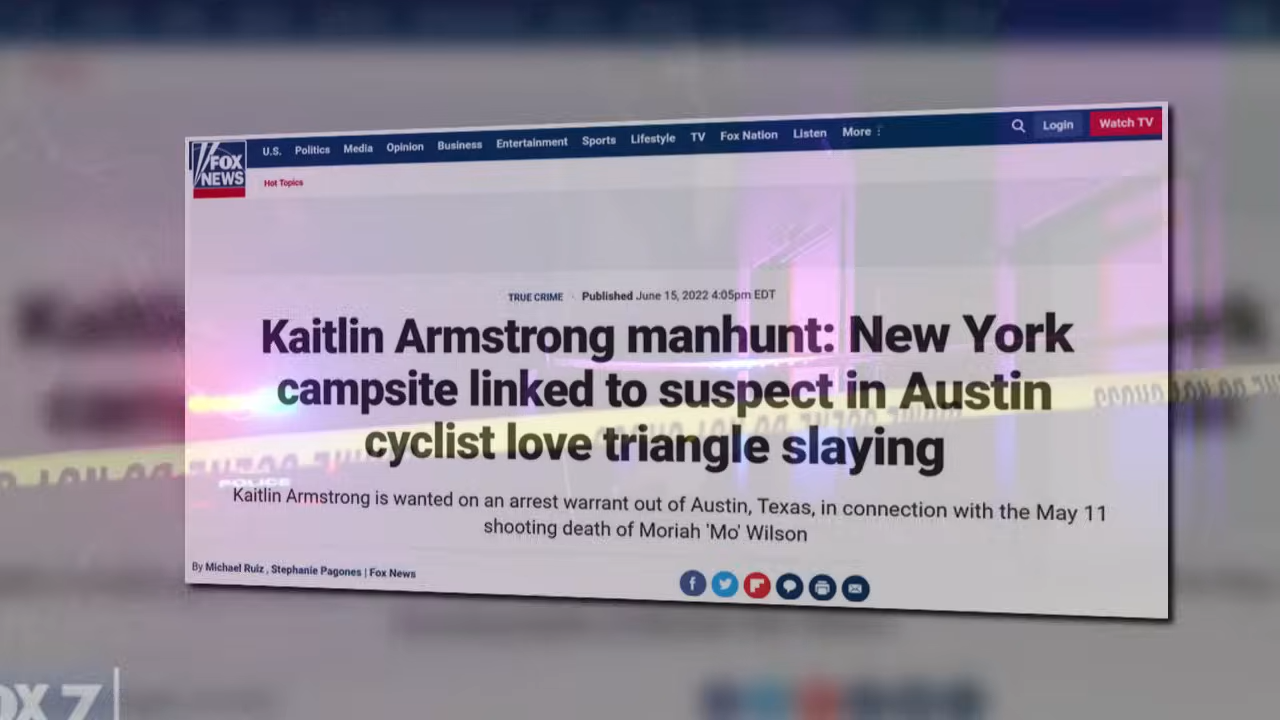 U.S. Politics Media Opinion Business Entertainment Sports Lifestyle TV Fox Nation Listen More Login Watch TV
FOX
NEWS
Hot Topics
TRUE CRIME · Published June 15, 2022 4:05pm EDT
Kaitlin Armstrong manhunt: New York
campsite linked to suspect in Austin
cyclist love triangle slaying
POLICE
Kaitlin Armstrong is wanted on an arrest warrant out of Austin, Texas, in connection with the May 11
shooting death of Moriah 'Mo' Wilson
By Michael Ruiz , Stephanie Pagones | Fox News
OX 7